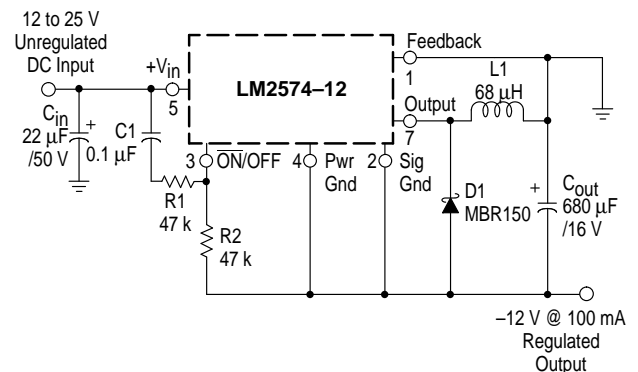 12 to 25 V
Unregulated
DC Input
+Vin
5
Cin
22 µF
/50 V
+
C1
0.1 µF
LM2574–12
Feedback
1
Output
7
3
ON/OFF
4
Pwr
Gnd
2
Sig
Gnd
L1
68 µH
R1
47 k
R2
47 k
D1
MBR150
+
Cout
680 µF
/16 V
–12 V @ 100 mA
Regulated
Output